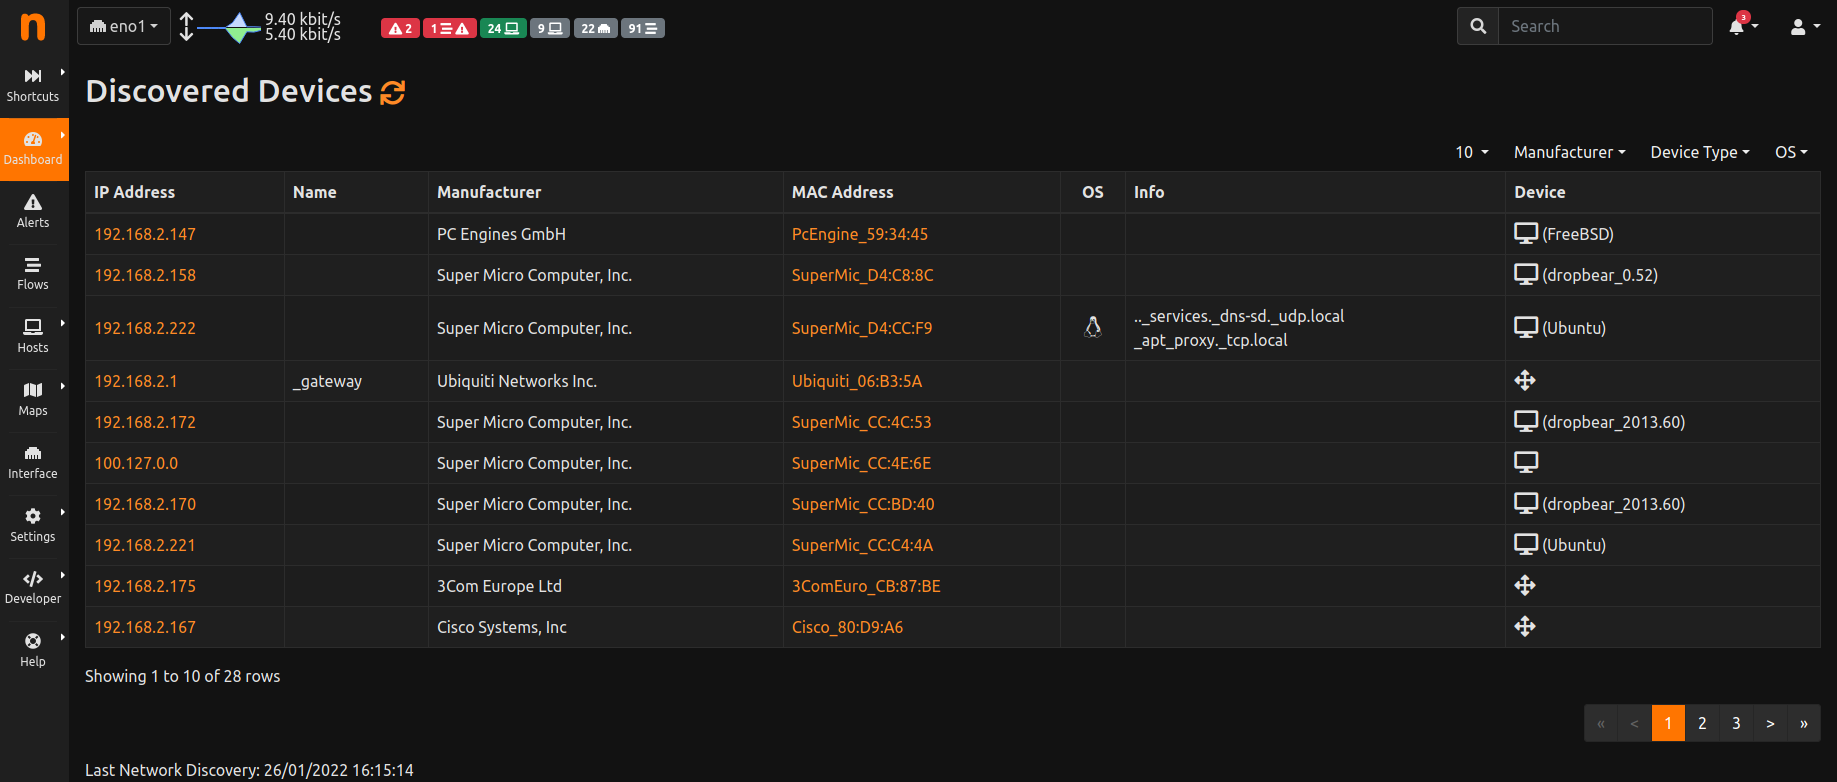 n
eno1
9.40 kbit/s
5.40 kbit/s
2
1
24
9
22
91
Search
3
Shortcuts
Dashboard
Alerts
Flows
Hosts
Maps
Interface
Settings
Developer
Help
Discovered Devices
10 Manufacturer Device Type OS
IP Address Name Manufacturer MAC Address OS Info Device
192.168.2.147 PC Engines GmbH PcEngine_59:34:45 (FreeBSD)
192.168.2.158 Super Micro Computer, Inc. SuperMic_D4:C8:8C (dropbear_0.52)
192.168.2.222 Super Micro Computer, Inc. SuperMic_D4:CC:F9 .._services._dns-sd._udp.local (Ubuntu)
_apt_proxy._tcp.local
192.168.2.1 _gateway Ubiquiti Networks Inc. Ubiquiti_06:B3:5A
192.168.2.172 Super Micro Computer, Inc. SuperMic_CC:4C:53 (dropbear_2013.60)
100.127.0.0 Super Micro Computer, Inc. SuperMic_CC:4E:6E
192.168.2.170 Super Micro Computer, Inc. SuperMic_CC:BD:40 (dropbear_2013.60)
192.168.2.221 Super Micro Computer, Inc. SuperMic_CC:C4:4A (Ubuntu)
192.168.2.175 3Com Europe Ltd 3ComEuro_CB:87:BE
192.168.2.167 Cisco Systems, Inc Cisco_80:D9:A6
Showing 1 to 10 of 28 rows
« < 1 2 3 > »
Last Network Discovery: 26/01/2022 16:15:14